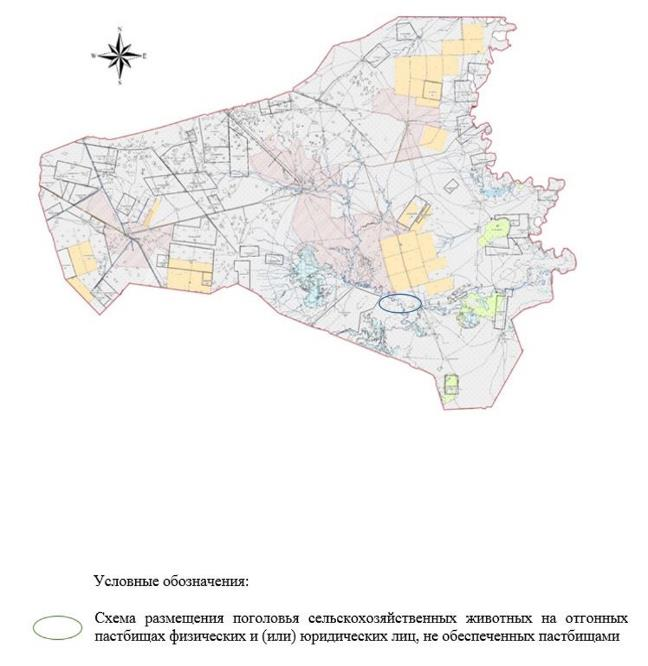 N
W
E
S
Условные обозначения:
Схема размещения поголовья сельскохозяйственных животных на отгонных
пастбищах физических и (или) юридических лиц, не обеспеченных пастбищами